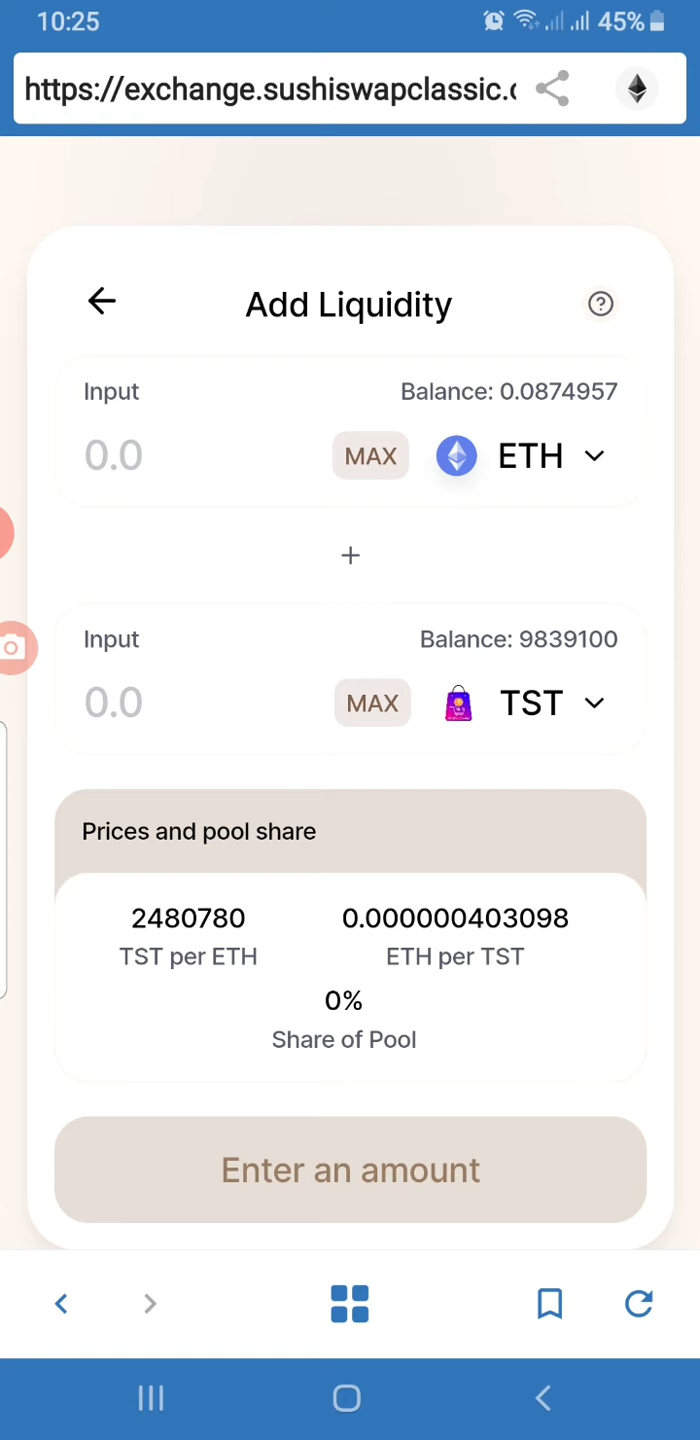 10:25
45%
https://exchange.sushiswapclassic.
Add Liquidity
?
Input
Balance: 0.0874957
0.0
MAX
ETH
+
Input
Balance: 9839100
0.0
MAX
TST
Prices and pool share
2480780
0.000000403098
TST per ETH
ETH per TST
0%
Share of Pool
Enter an amount